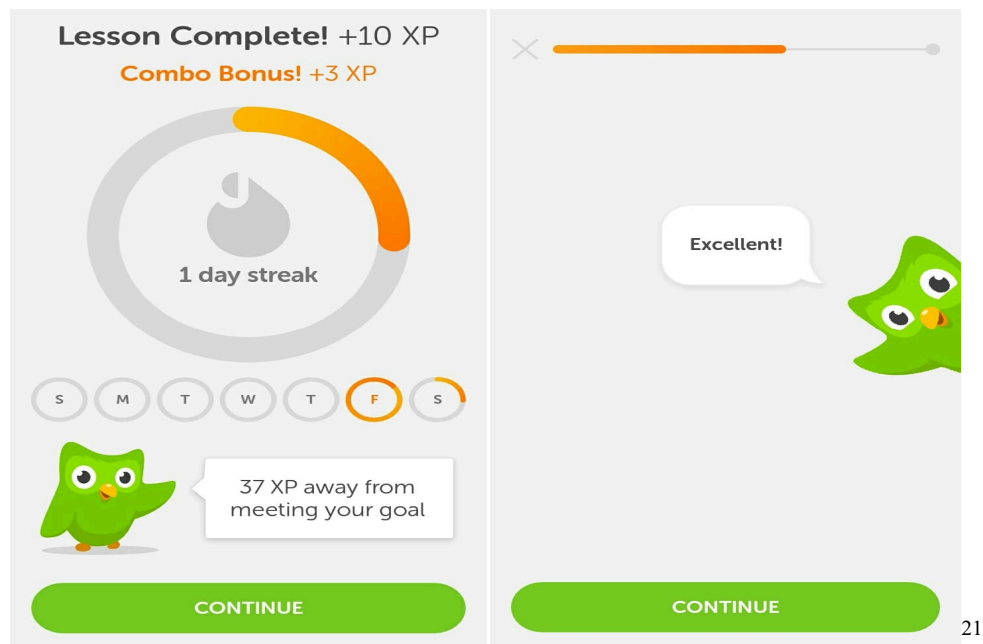 Lesson Complete! +10 XP
Combo Bonus! +3 XP
1 day streak
S M T W T F S
37 XP away from
meeting your goal
CONTINUE
Excellent!
CONTINUE
21